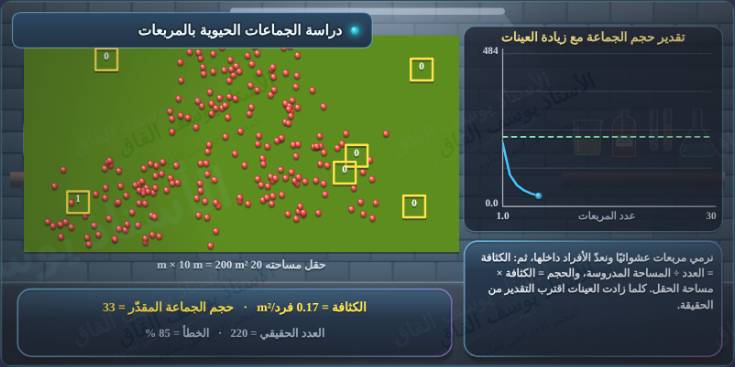 دراسة الجماعات الحيوية بالمربعات
0
0
0
0
1
0
حقل مساحته 20 m × 10 m = 200 m²
الكثافة = 0.17 فرد/m² · حجم الجماعة المقدّر = 33
العدد الحقيقي = 220 · الخطأ = 85 %
تقدير حجم الجماعة مع زيادة العينات
484
0.0
1.0
عدد المربعات
30
نرمي مربعات عشوائيًا ونعدّ الأفراد داخلها، ثم: الكثافة
= العدد ÷ المساحة المدروسة، والحجم = الكثافة ×
مساحة الحقل. كلما زادت العينات اقترب التقدير من
الحقيقة.